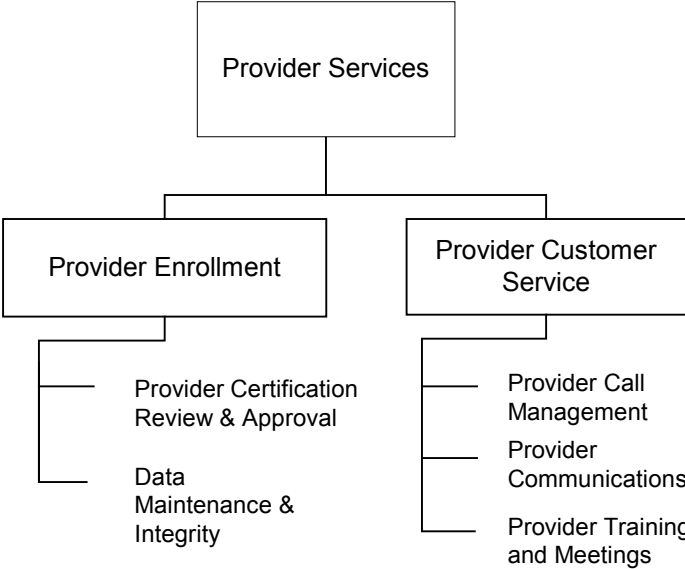 Provider Services
Provider Enrollment
Provider Customer
Service
Provider Certification
Review & Approval
Data
Maintenance &
Integrity
Provider Call
Management
Provider
Communications
Provider Training
and Meetings